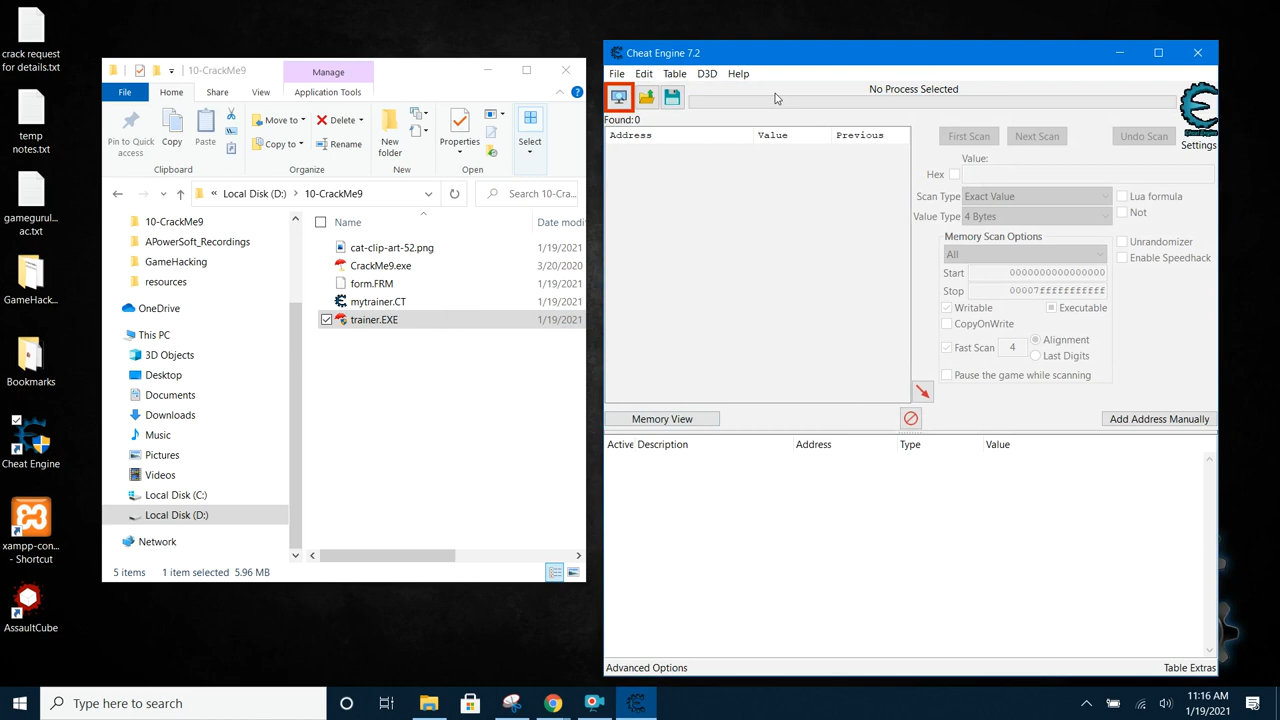 crack request
for details.txt
temp
notes.txt
gamegurul...
ac.txt
GameHack...
Bookmarks
Cheat Engine
xampp-con...
- Shortcut
AssaultCube
10-CrackMe9
Manage
File
Home
Share
View
Application Tools
Pin to Quick
access
Copy
Paste
Clipboard
Move to
Copy to
Delete
Rename
Organize
New
folder
New
Properties
Open
Select
« Local Disk (D:) > 10-CrackMe9
Search 10-Cra...
10-CrackMe9
APowerSoft_Recordings
GameHacking
resources
OneDrive
This PC
3D Objects
Desktop
Documents
Downloads
Music
Pictures
Videos
Local Disk (C:)
Local Disk (D:)
Network
Name Date modi
cat-clip-art-52.png 1/19/2021
CrackMe9.exe 3/20/2020
form.FRM 1/19/2021
mytrainer.CT 1/19/2021
trainer.EXE 1/19/2021
5 items 1 item selected 5.96 MB
Cheat Engine 7.2
File Edit Table D3D Help
No Process Selected
Found:0
Address Value Previous
First Scan Next Scan Undo Scan
Settings
Value:
Hex
Scan Type Exact Value
Lua formula
Value Type 4 Bytes
Not
Memory Scan Options
All
Unrandomizer
Enable Speedhack
Start 0000000000000000
Stop 00007fffffffffff
Writable Executable
CopyOnWrite
Fast Scan 4 Alignment
Last Digits
Pause the game while scanning
Memory View
Add Address Manually
Active Description Address Type Value
Advanced Options
Table Extras
Type here to search
11:16 AM
1/19/2021